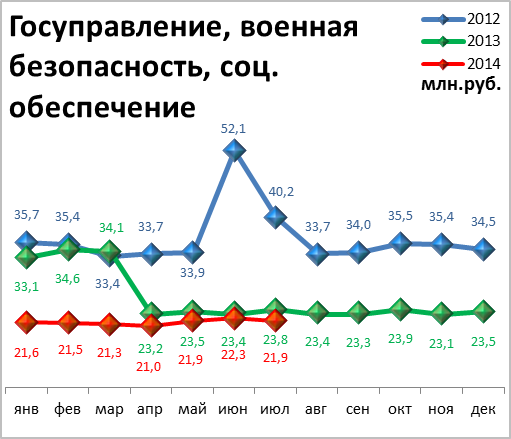 Госуправление, военная
безопасность, соц.
обеспечение
2012
2013
2014
млн.руб.
52,1
40,2
35,7 35,4 34,1 33,7 33,7 34,0 35,5 35,4 34,5
33,1 34,6 33,4 33,9
23,2 23,5 23,4 23,8 23,4 23,3 23,9 23,1 23,5
21,6 21,5 21,3 21,0 21,9 22,3 21,9
янв фев мар апр май июн июл авг сен окт ноя дек